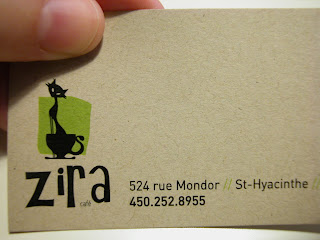 zira
café
524 rue Mondor // St-Hyacinthe //
450.252.8955